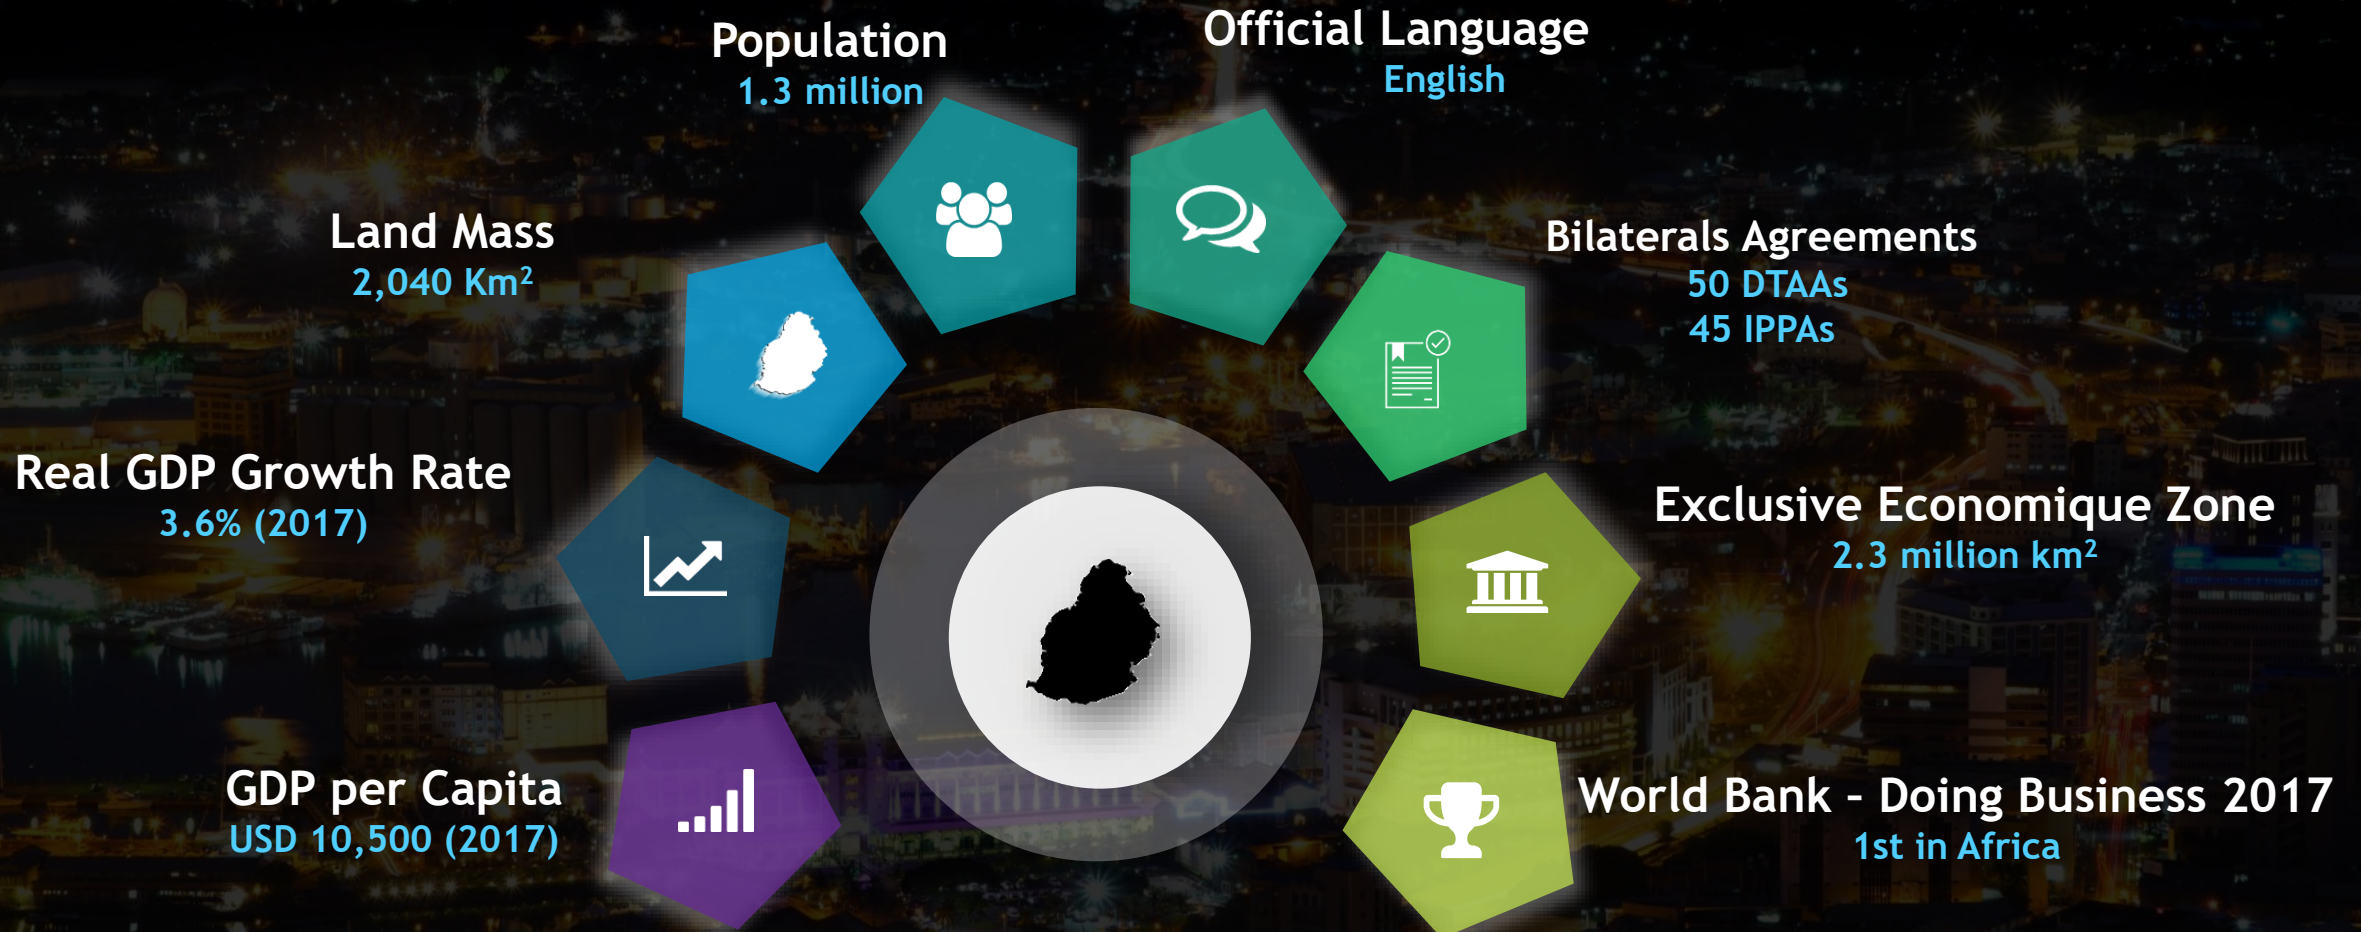 Population
1.3 million
Official Language
English
Land Mass
2,040 Km²
Bilaterals Agreements
50 DTAAs
45 IPPAs
Real GDP Growth Rate
3.6% (2017)
Exclusive Economique Zone
2.3 million km²
GDP per Capita
USD 10,500 (2017)
World Bank – Doing Business 2017
1st in Africa